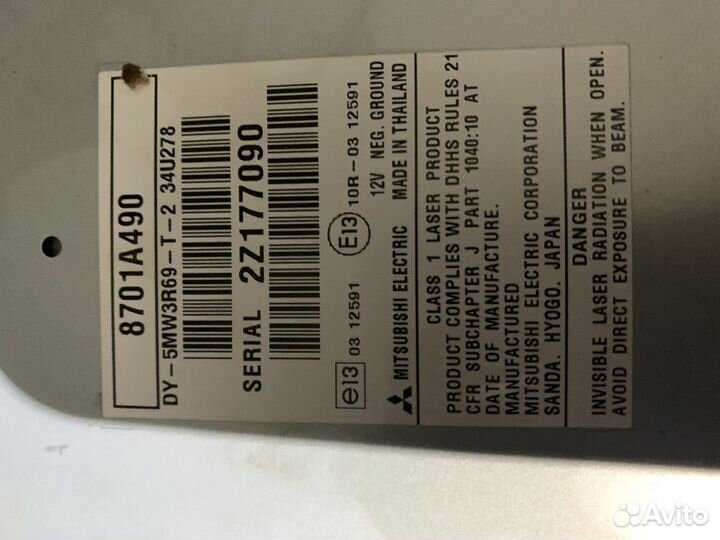 8701A490
DY-5MW3R69-T-2 34U278
SERIAL 2Z177090
e13 03 12591 E13 10R-03 12591
12V NEG. GROUND
MITSUBISHI ELECTRIC MADE IN THAILAND
CLASS 1 LASER PRODUCT
PRODUCT COMPLIES WITH DHHS RULES 21
CFR SUBCHAPTER J PART 1040:10 AT
DATE OF MANUFACTURE.
MANUFACTURED
MITSUBISHI ELECTRIC CORPORATION
SANDA. HYOGO. JAPAN
DANGER
INVISIBLE LASER RADIATION WHEN OPEN.
AVOID DIRECT EXPOSURE TO BEAM.
Avito